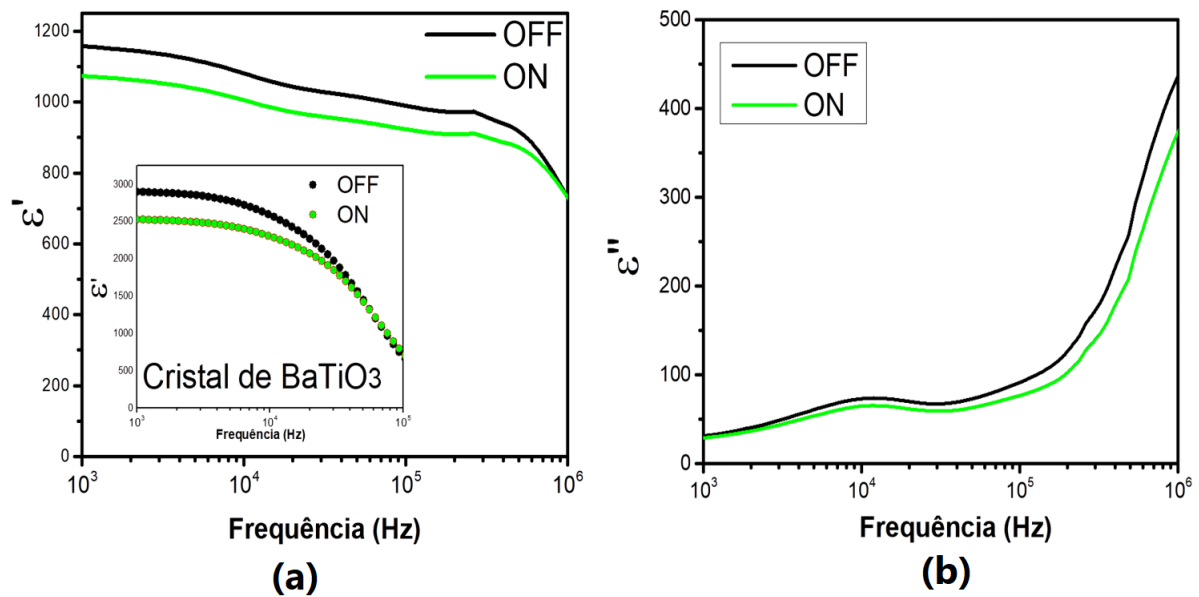 1200
1000
800
600
400
200
0
ε'
OFF
ON
3000
2500
2000
1500
1000
500
0
ε'
OFF
ON
Cristal de BaTiO3
10³ 10⁴ 10⁵
Frequência (Hz)
10³ 10⁴ 10⁵ 10⁶
Frequência (Hz)
(a)
500
400
300
200
100
0
ε"
OFF
ON
10³ 10⁴ 10⁵ 10⁶
Frequência (Hz)
(b)